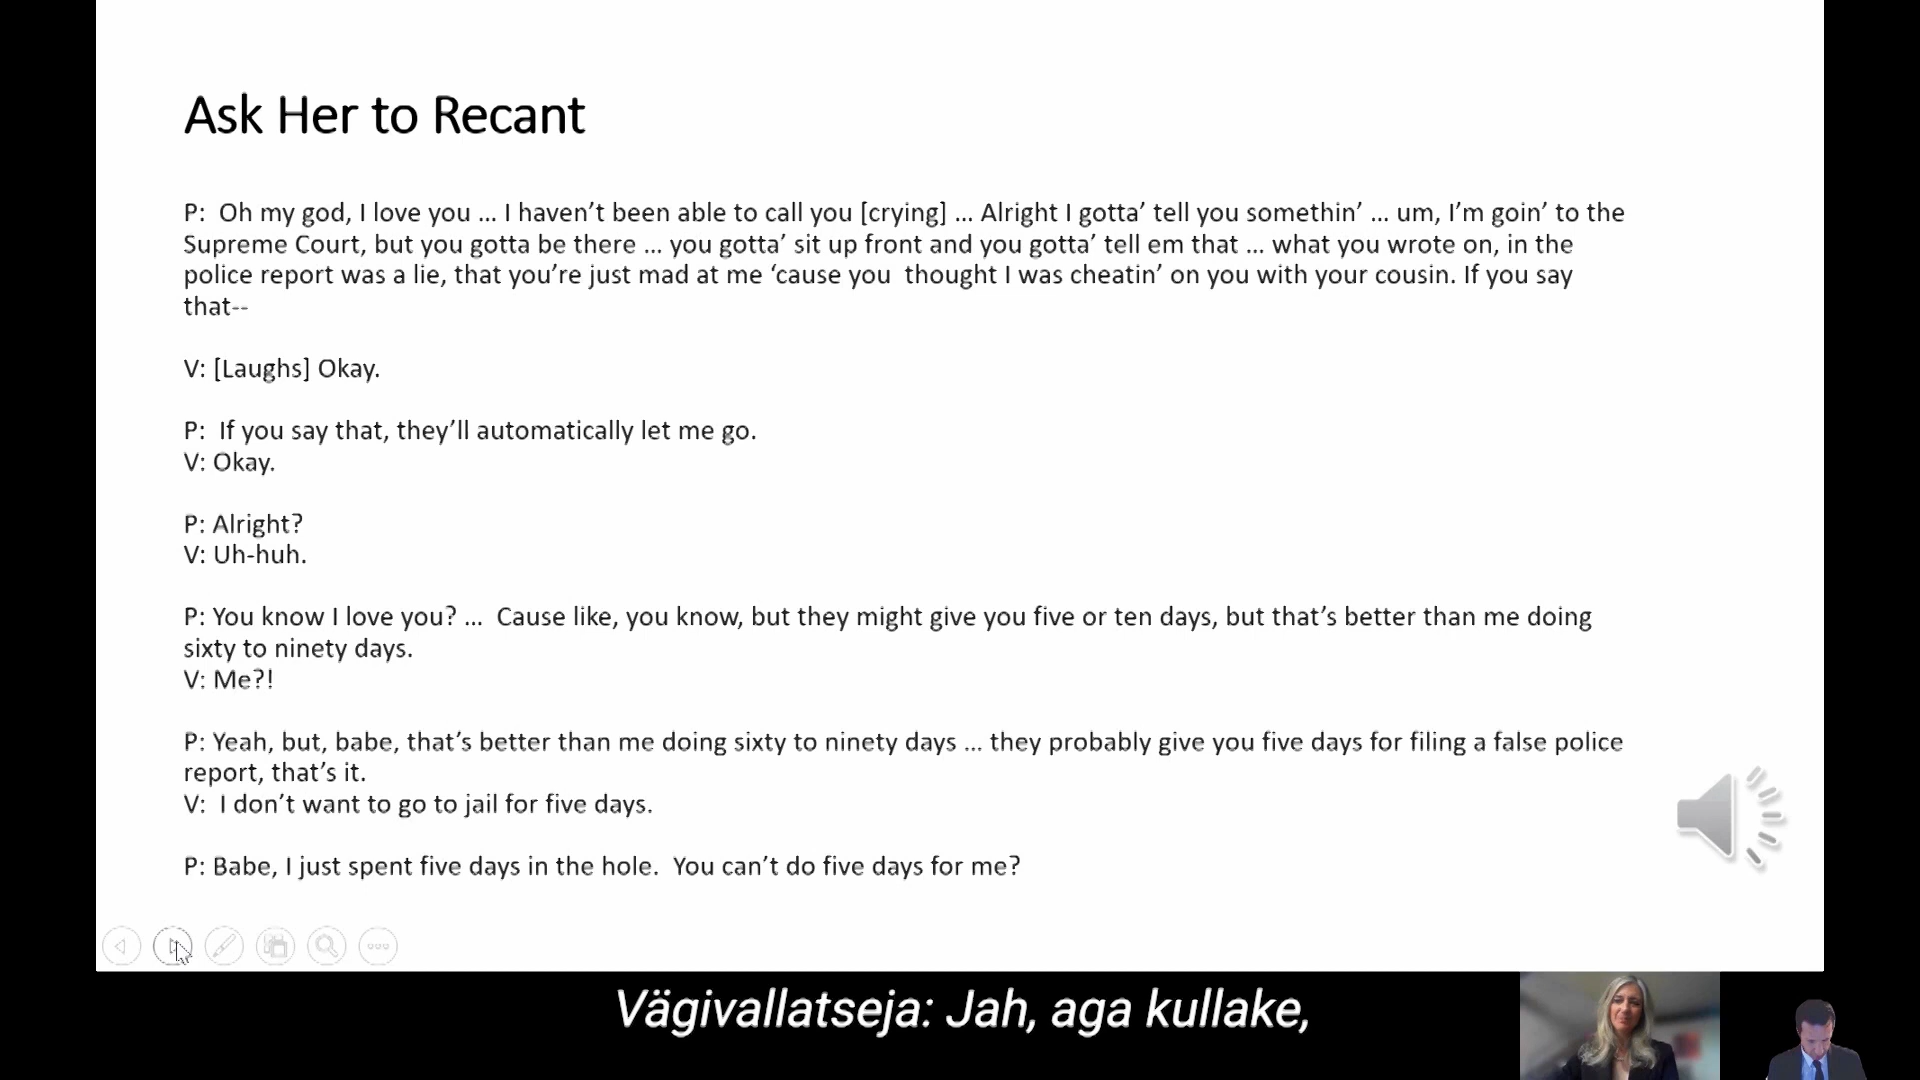 Ask Her to Recant
P:  Oh my god, I love you ... I haven’t been able to call you [crying] ... Alright I gotta’ tell you somethin’ ... um, I’m goin’ to the
Supreme Court, but you gotta be there ... you gotta’ sit up front and you gotta’ tell em that ... what you wrote on, in the
police report was a lie, that you’re just mad at me ‘cause you  thought I was cheatin’ on you with your cousin. If you say
that--
V: [Laughs] Okay.
P:  If you say that, they’ll automatically let me go.
V: Okay.
P: Alright?
V: Uh-huh.
P: You know I love you? ...  Cause like, you know, but they might give you five or ten days, but that’s better than me doing
sixty to ninety days.
V: Me?!
P: Yeah, but, babe, that’s better than me doing sixty to ninety days ... they probably give you five days for filing a false police
report, that’s it.
V:  I don’t want to go to jail for five days.
P: Babe, I just spent five days in the hole.  You can’t do five days for me?
Vägivallatseja: Jah, aga kullake,